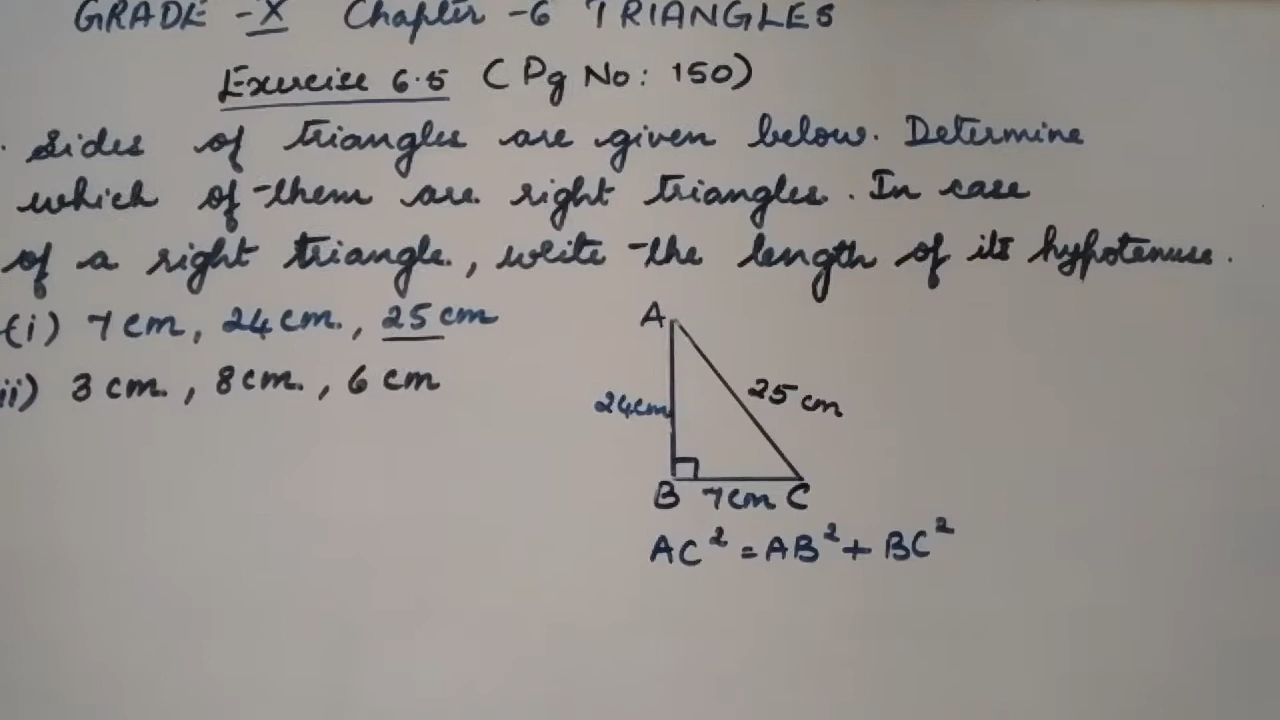 GRADE - X Chapter - 6 TRIANGLES
Exercise 6.5 (Pg No: 150)
. Sides of triangles are given below. Determine
which of them are right triangles. In case
of a right triangle, write the length of its hypotenuse.
(i) 7 cm, 24 cm., 25 cm
ii) 3 cm., 8 cm., 6 cm
A
24cm
25 cm
B 7cm C
AC² = AB² + BC²